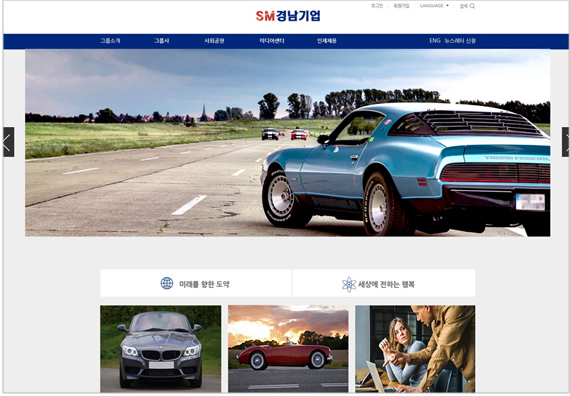 로그인 회원가입 LANGUAGE 검색
SM경남기업
그룹소개 그룹사 사회공헌 미디어센터 인재채용 ENG 뉴스레터 신청
미래를 향한 도약
세상에 전하는 행복